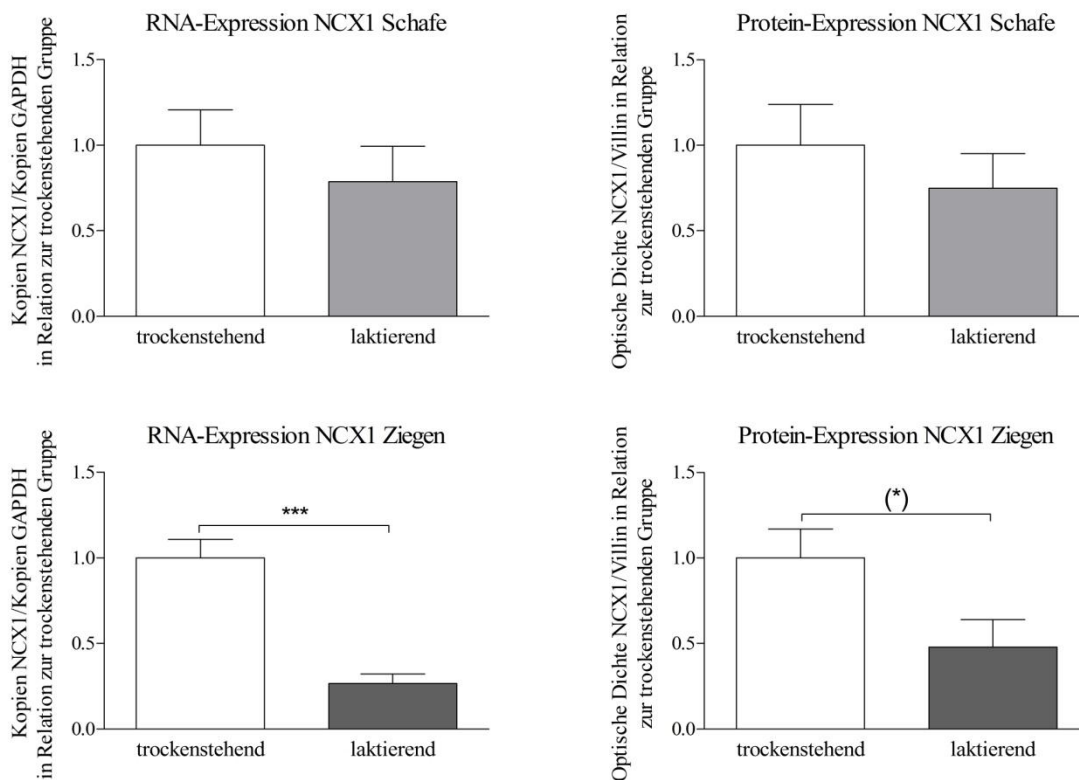 RNA-Expression NCX1 Schafe
Kopien NCX1/Kopien GAPDH
in Relation zur trockenstehenden Gruppe
1.5
1.0
0.5
0.0
trockenstehend
laktierend
Protein-Expression NCX1 Schafe
Optische Dichte NCX1/Villin in Relation
zur trockenstehenden Gruppe
1.5
1.0
0.5
0.0
trockenstehend
laktierend
RNA-Expression NCX1 Ziegen
Kopien NCX1/Kopien GAPDH
in Relation zur trockenstehenden Gruppe
1.5
1.0
0.5
0.0
***
trockenstehend
laktierend
Protein-Expression NCX1 Ziegen
Optische Dichte NCX1/Villin in Relation
zur trockenstehenden Gruppe
1.5
1.0
0.5
0.0
(*)
trockenstehend
laktierend